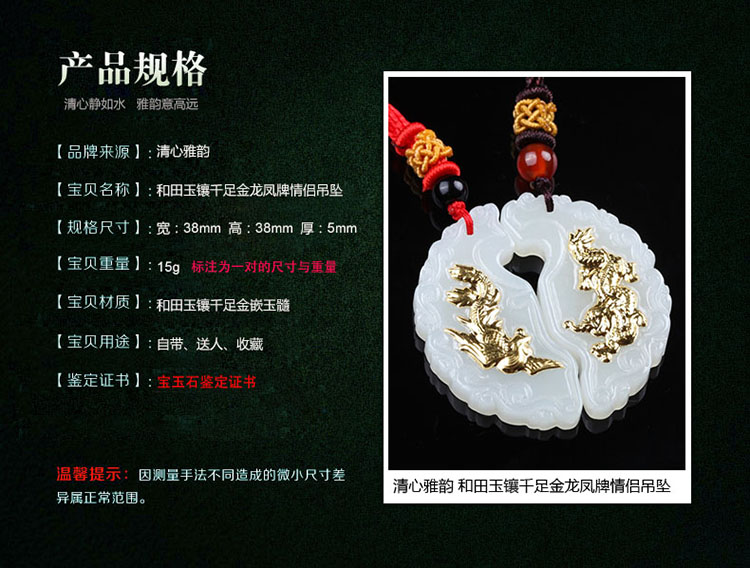 产品规格
清心静如水 雅韵意高远
【品牌来源】:清心雅韵
【宝贝名称】:和田玉镶千足金龙凤牌情侣吊坠
【规格尺寸】:宽:38mm 高:38mm 厚:5mm
【宝贝重量】:15g 标注为一对的尺寸与重量
【宝贝材质】:和田玉镶千足金嵌玉髓
【宝贝用途】:自带、送人、收藏
【鉴定证书】:宝玉石鉴定证书
温馨提示:因测量手法不同造成的微小尺寸差
异属正常范围。
清心雅韵 和田玉镶千足金龙凤牌情侣吊坠